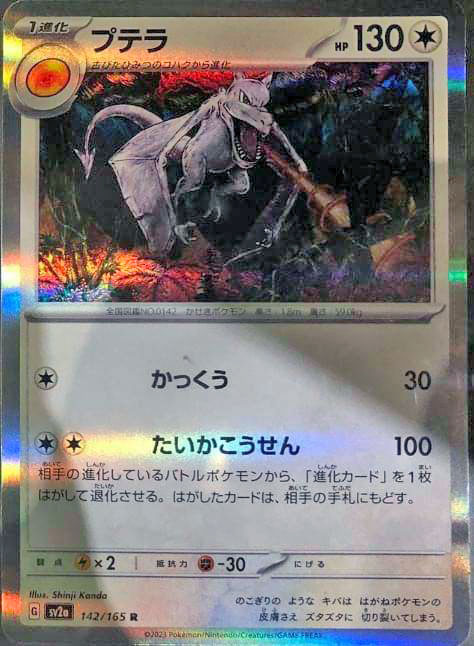 1進化
プテラ
HP 130
古びたひみつのコハクから進化
全国図鑑NO.0142 かせきポケモン 高さ:1.8m 重さ:59.0kg
かっくう 30
たいかこうせん 100
相手の進化しているバトルポケモンから、「進化カード」を1枚
はがして退化させる。はがしたカードは、相手の手札にもどす。
弱点 ×2 抵抗力 -30 にげる
Illus. Shinji Kanda
G sv2a 142/165 R
のこぎりの ような キバは はがねポケモンの
皮膚さえ ズタズタに 切り裂いてしまう。
©2023 Pokémon/Nintendo/Creatures/GAME FREAK.